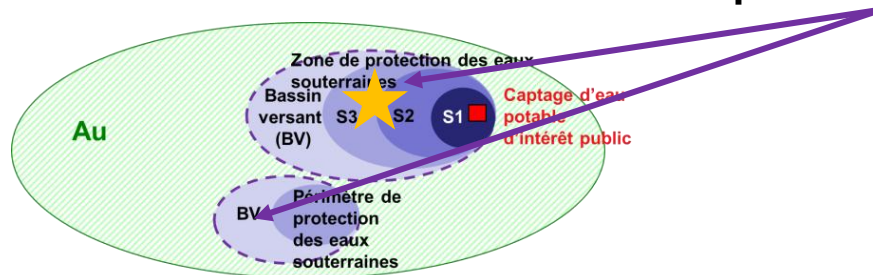 Zone de protection des eaux
souterraines
Bassin
versant
(BV)
S3
S2
S1
Captage d'eau
potable
d'intérêt public
Au
BV
Périmètre de
protection
des eaux
souterraines